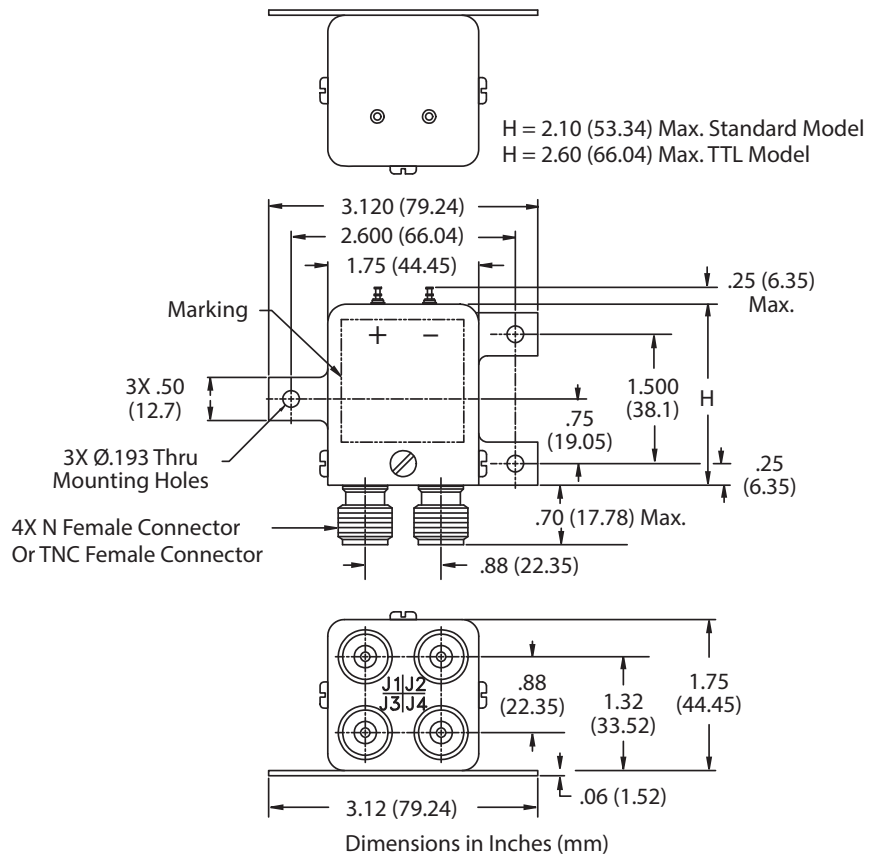 H = 2.10 (53.34) Max. Standard Model
H = 2.60 (66.04) Max. TTL Model
3.120 (79.24)
2.600 (66.04)
1.75 (44.45)
.25 (6.35)
Max.
Marking
+ −
3X .50
(12.7)
1.500
(38.1)
H
.75
(19.05)
3X Ø.193 Thru
Mounting Holes
.25
(6.35)
4X N Female Connector
Or TNC Female Connector
.70 (17.78) Max.
.88 (22.35)
J1 J2
J3 J4
.88
(22.35)
1.32
(33.52)
1.75
(44.45)
.06 (1.52)
3.12 (79.24)
Dimensions in Inches (mm)